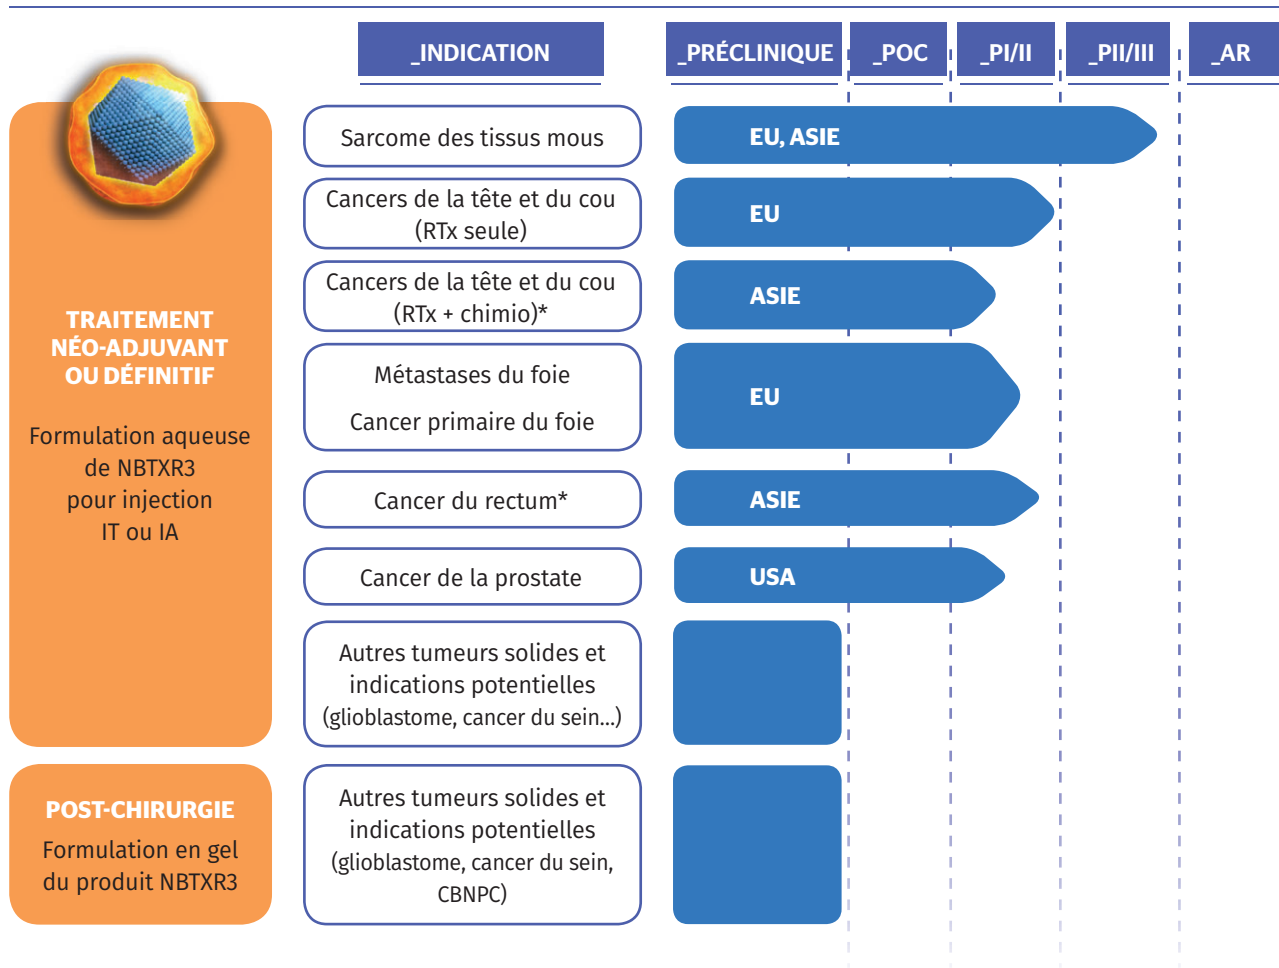 _INDICATION
_PRÉCLINIQUE
_POC
_PI/II
_PII/III
_AR
TRAITEMENT
NÉO-ADJUVANT
OU DÉFINITIF
Formulation aqueuse
de NBTXR3
pour injection
IT ou IA
Sarcome des tissus mous
EU, ASIE
Cancers de la tête et du cou
(RTx seule)
EU
Cancers de la tête et du cou
(RTx + chimio)*
ASIE
Métastases du foie
Cancer primaire du foie
EU
Cancer du rectum*
ASIE
Cancer de la prostate
USA
Autres tumeurs solides et
indications potentielles
(glioblastome, cancer du sein...)
POST-CHIRURGIE
Formulation en gel
du produit NBTXR3
Autres tumeurs solides et
indications potentielles
(glioblastome, cancer du sein,
CBNPC)